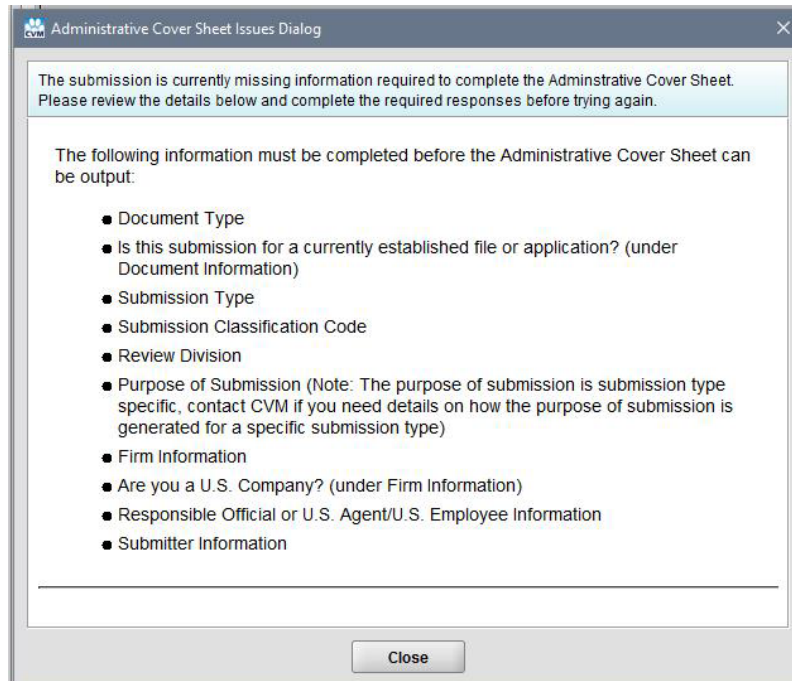 CVM Administrative Cover Sheet Issues Dialog
The submission is currently missing information required to complete the Adminstrative Cover Sheet.
Please review the details below and complete the required responses before trying again.
The following information must be completed before the Administrative Cover Sheet can
be output:
● Document Type
● Is this submission for a currently established file or application? (under
Document Information)
● Submission Type
● Submission Classification Code
● Review Division
● Purpose of Submission (Note: The purpose of submission is submission type
specific, contact CVM if you need details on how the purpose of submission is
generated for a specific submission type)
● Firm Information
● Are you a U.S. Company? (under Firm Information)
● Responsible Official or U.S. Agent/U.S. Employee Information
● Submitter Information
Close